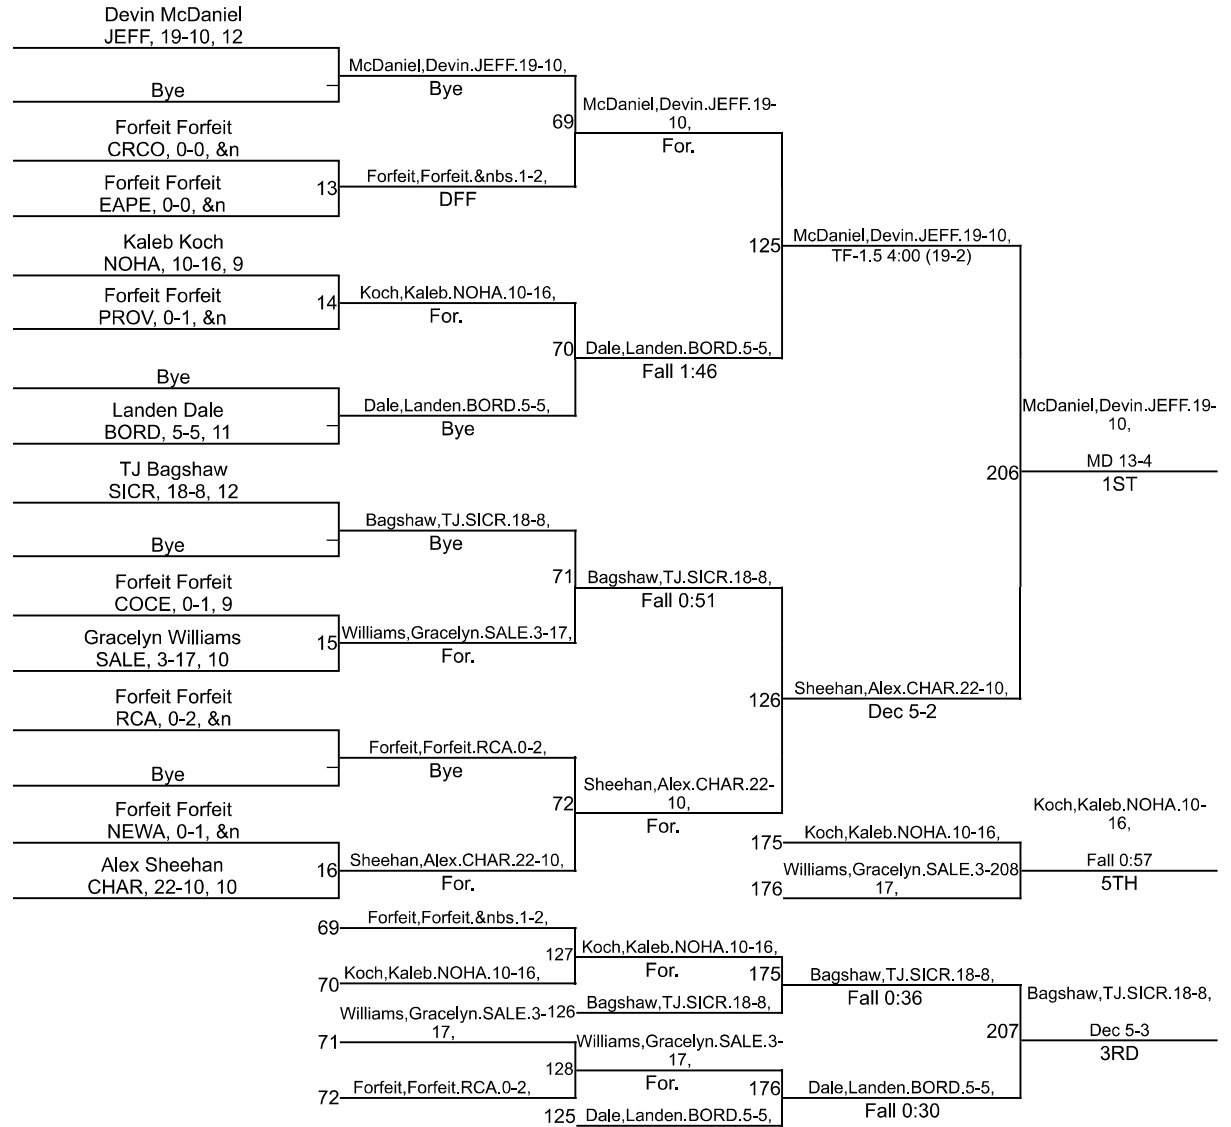 Devin McDaniel
JEFF, 19-10, 12
McDaniel,Devin.JEFF.19-10,
Bye
Bye
McDaniel,Devin.JEFF.19-
10,
For.
69
Forfeit Forfeit
CRCO, 0-0, &n
13
Forfeit,Forfeit.&nbs.1-2,
DFF
Forfeit Forfeit
EAPE, 0-0, &n
Kaleb Koch
NOHA, 10-16, 9
125
McDaniel,Devin.JEFF.19-10,
TF-1.5 4:00 (19-2)
Forfeit Forfeit
PROV, 0-1, &n
14
Koch,Kaleb.NOHA.10-16,
For.
70
Dale,Landen.BORD.5-5,
Fall 1:46
Bye
Landen Dale
BORD, 5-5, 11
Dale,Landen.BORD.5-5,
Bye
McDaniel,Devin.JEFF.19-
10,
206
MD 13-4
1ST
TJ Bagshaw
SICR, 18-8, 12
Bagshaw,TJ.SICR.18-8,
Bye
Bye
71
Bagshaw,TJ.SICR.18-8,
Fall 0:51
Forfeit Forfeit
COCE, 0-1, 9
15
Williams,Gracelyn.SALE.3-17,
For.
Gracelyn Williams
SALE, 3-17, 10
126
Sheehan,Alex.CHAR.22-10,
Dec 5-2
Forfeit Forfeit
RCA, 0-2, &n
Forfeit,Forfeit.RCA.0-2,
Bye
Bye
72
Sheehan,Alex.CHAR.22-
10,
For.
Forfeit Forfeit
NEWA, 0-1, &n
16
Sheehan,Alex.CHAR.22-10,
For.
Alex Sheehan
CHAR, 22-10, 10
175
Koch,Kaleb.NOHA.10-16,
176
Williams,Gracelyn.SALE.3-
17,
208
Koch,Kaleb.NOHA.10-
16,
Fall 0:57
5TH
69
Forfeit,Forfeit.&nbs.1-2,
70
Koch,Kaleb.NOHA.10-16,
127
Koch,Kaleb.NOHA.10-16,
For.
126
Bagshaw,TJ.SICR.18-8,
175
Bagshaw,TJ.SICR.18-8,
Fall 0:36
71
Williams,Gracelyn.SALE.3-
17,
72
Forfeit,Forfeit.RCA.0-2,
128
Williams,Gracelyn.SALE.3-
17,
For.
125
Dale,Landen.BORD.5-5,
176
Dale,Landen.BORD.5-5,
Fall 0:30
207
Bagshaw,TJ.SICR.18-8,
Dec 5-3
3RD